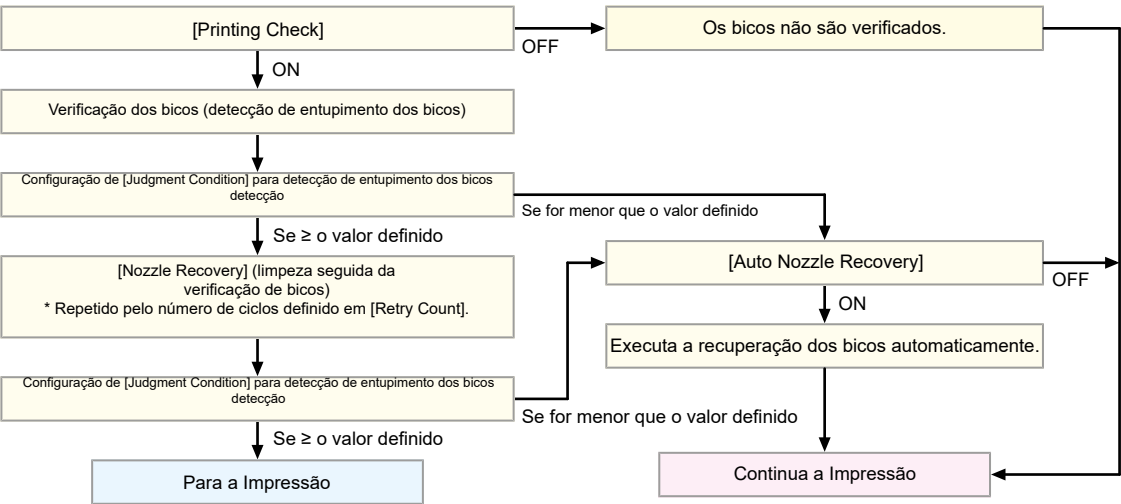 [Printing Check]
OFF
Os bicos não são verificados.
ON
Verificação dos bicos (detecção de entupimento dos bicos)
Configuração de [Judgment Condition] para detecção de entupimento dos bicos
detecção
Se for menor que o valor definido
Se ≥ o valor definido
[Nozzle Recovery] (limpeza seguida da
verificação de bicos)
* Repetido pelo número de ciclos definido em [Retry Count].
[Auto Nozzle Recovery]
OFF
ON
Executa a recuperação dos bicos automaticamente.
Configuração de [Judgment Condition] para detecção de entupimento dos bicos
detecção
Se for menor que o valor definido
Se ≥ o valor definido
Para a Impressão
Continua a Impressão